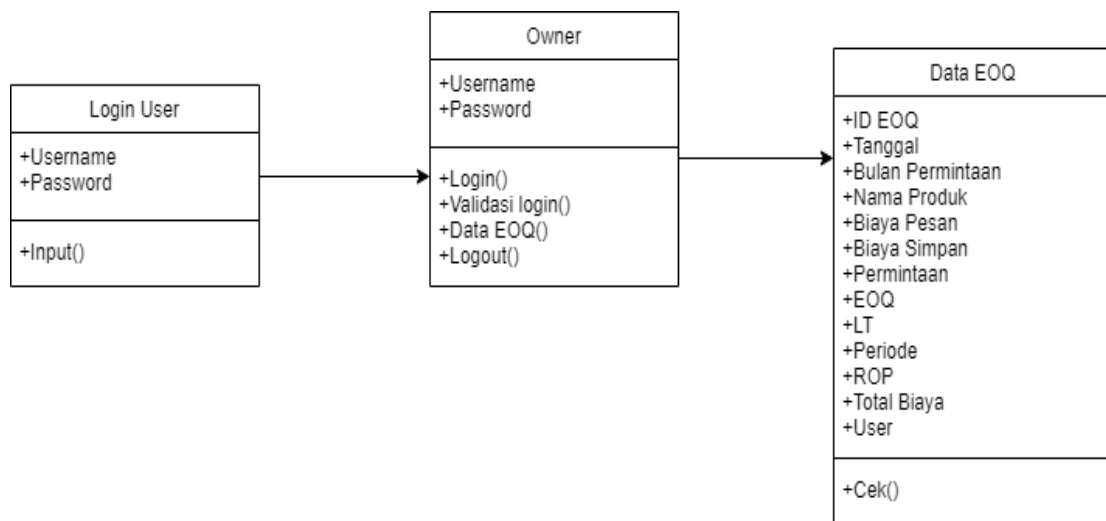 Login User
+Username
+Password
+Input()
Owner
+Username
+Password
+Login()
+Validasi login()
+Data EOQ()
+Logout()
Data EOQ
+ID EOQ
+Tanggal
+Bulan Permintaan
+Nama Produk
+Biaya Pesan
+Biaya Simpan
+Permintaan
+EOQ
+LT
+Periode
+ROP
+Total Biaya
+User
+Cek()